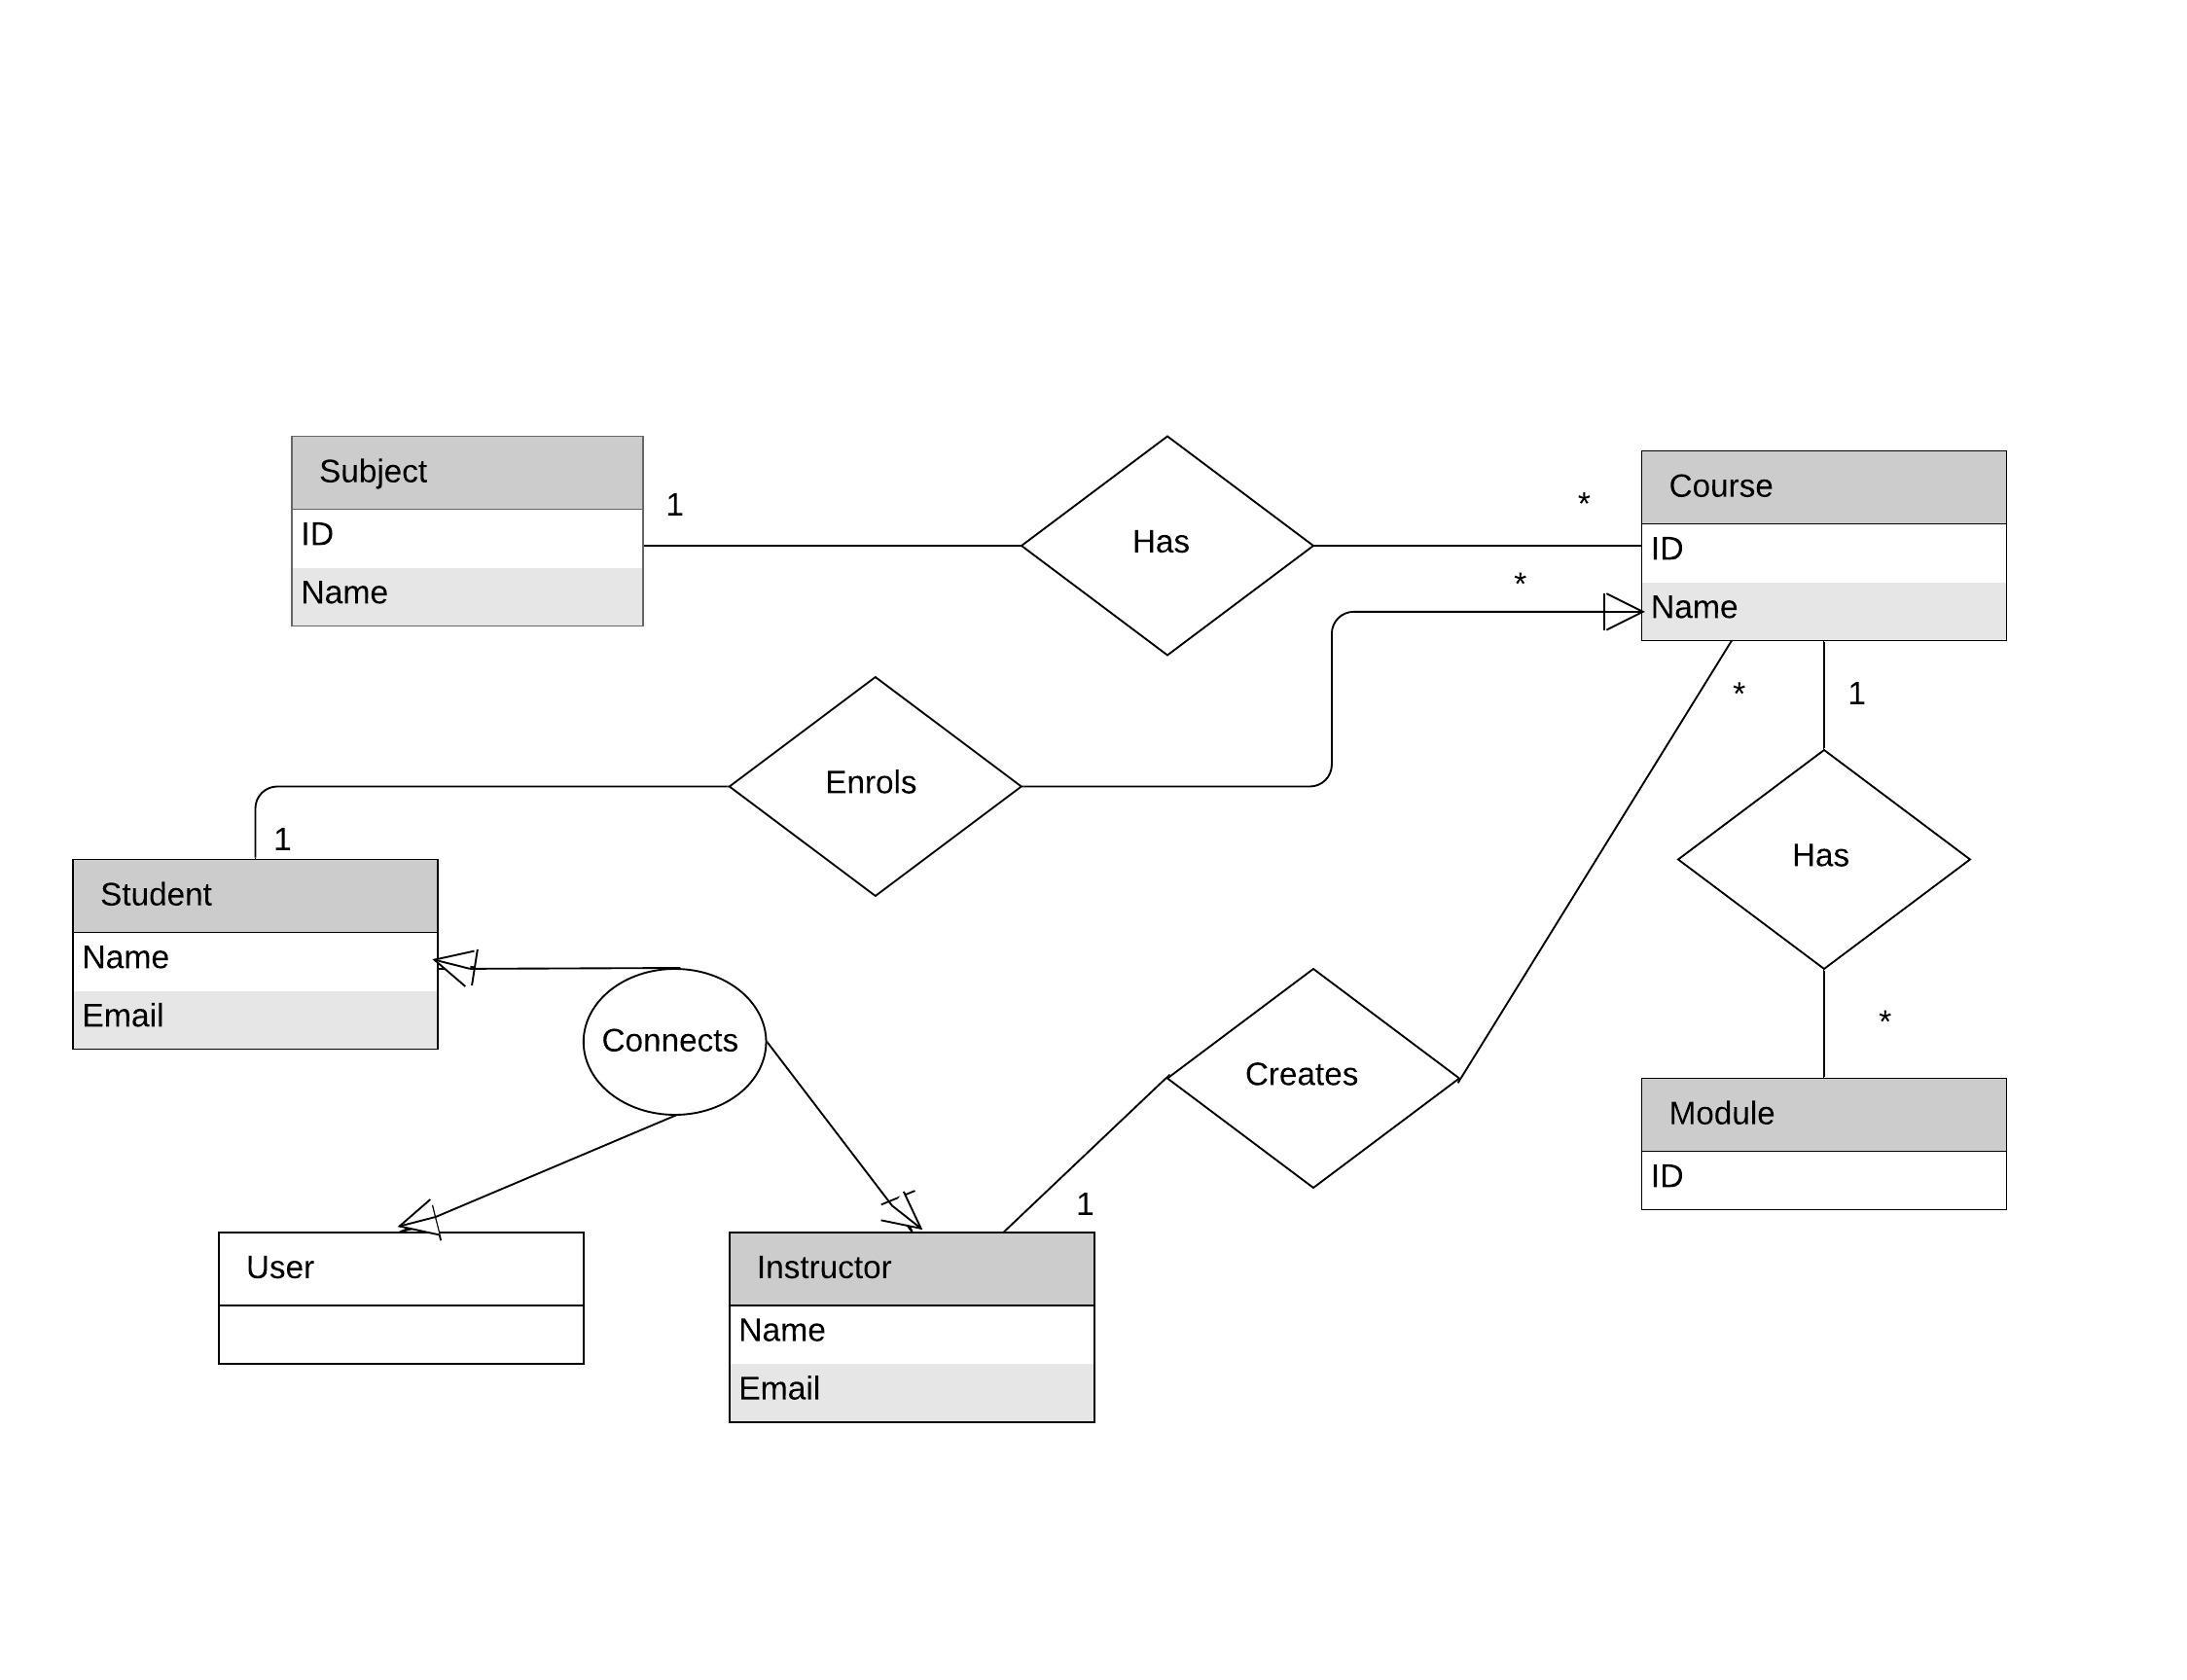 Subject
ID
Name
1
Has
*
Course
ID
Name
*
Enrols
1
*
1
Has
*
Module
ID
Student
Name
Email
Connects
Creates
1
User
Instructor
Name
Email